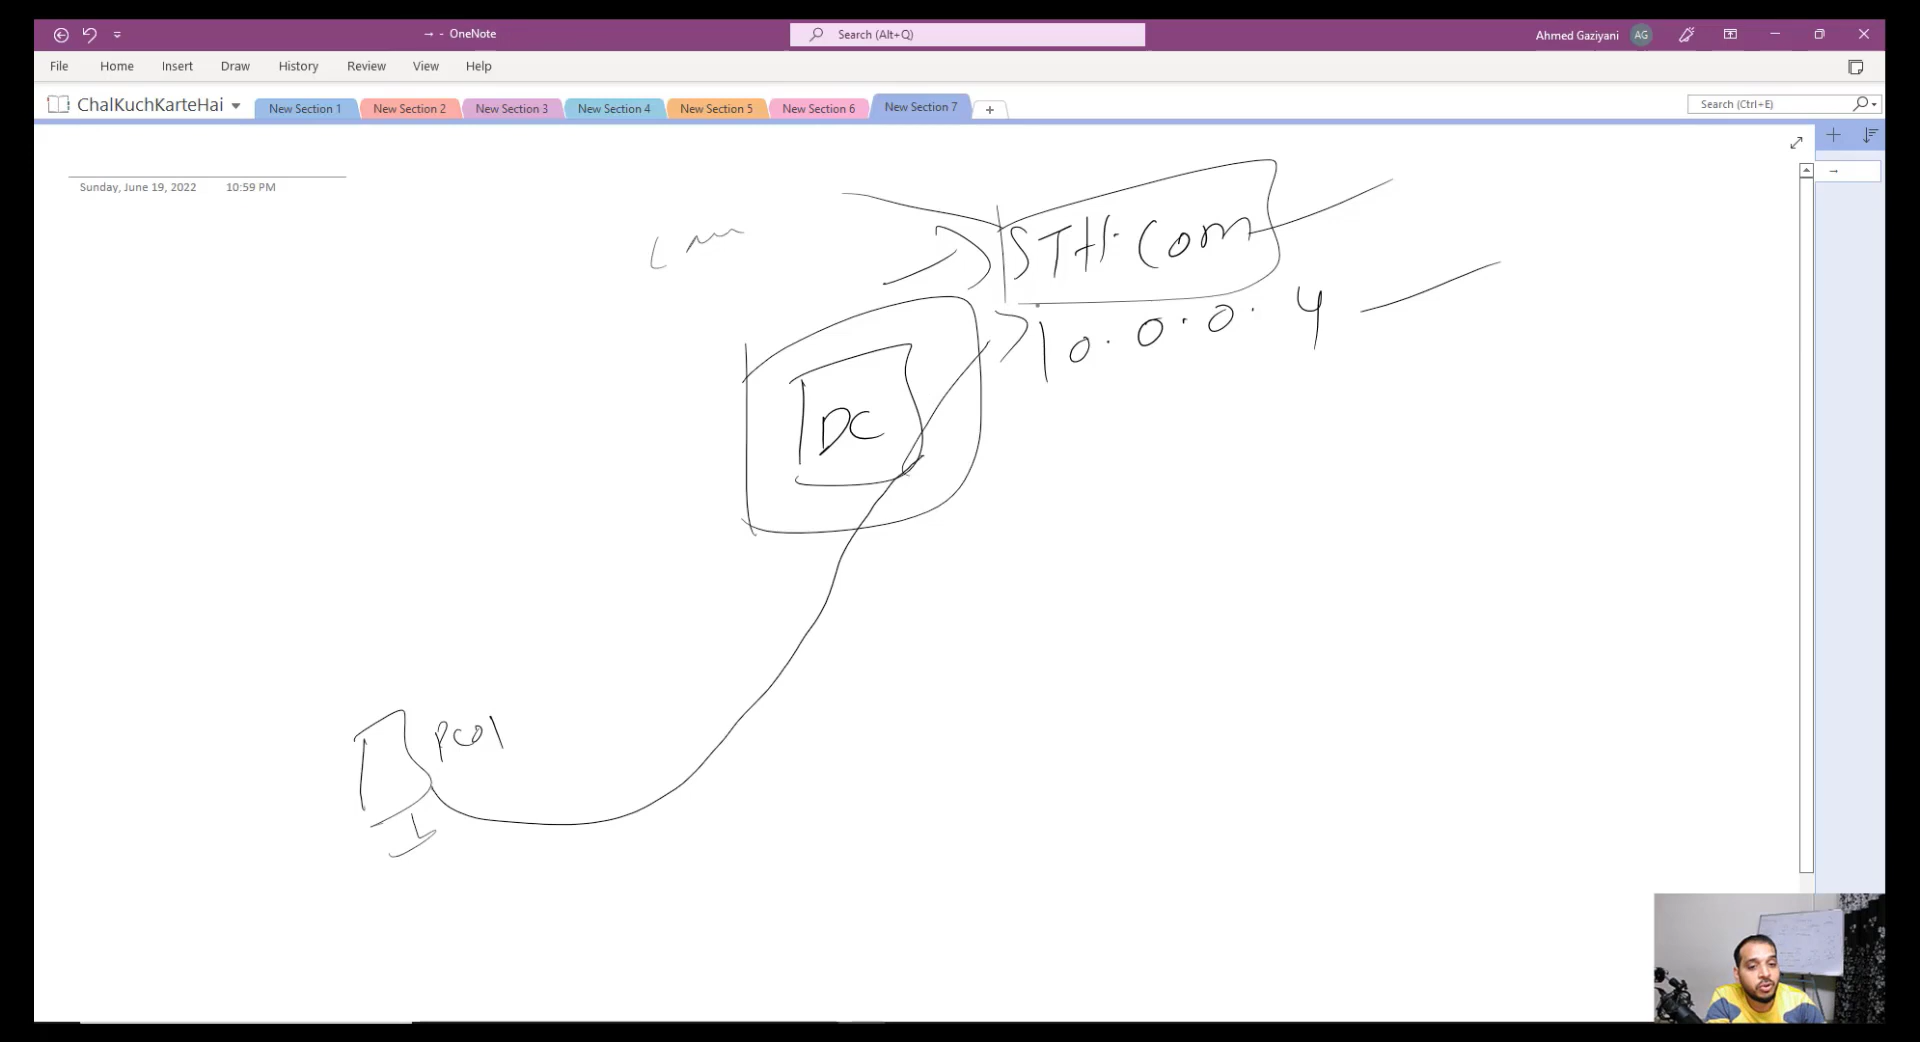 → - OneNote
Search (Alt+Q)
Ahmed Gaziyani AG
File Home Insert Draw History Review View Help
ChalKuchKarteHai New Section 1 New Section 2 New Section 3 New Section 4 New Section 5 New Section 6 New Section 7 +
Search (Ctrl+E)
→
Sunday, June 19, 2022 10:59 PM
STH.Com
10.0.0.4
DC
PC01